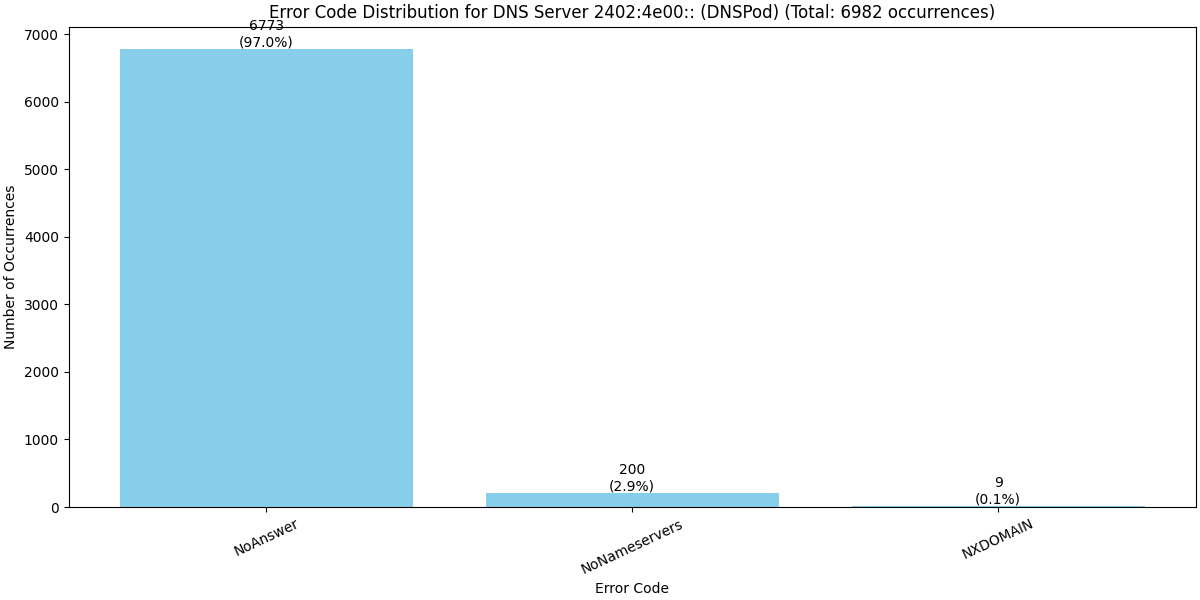 Error Code Distribution for DNS Server 2402:4e00:: (DNSPod) (Total: 6982 occurrences)
6773
(97.0%)
7000
6000
5000
4000
3000
2000
1000
0
Number of Occurrences
200
(2.9%)
9
(0.1%)
NoAnswer
NoNameservers
NXDOMAIN
Error Code